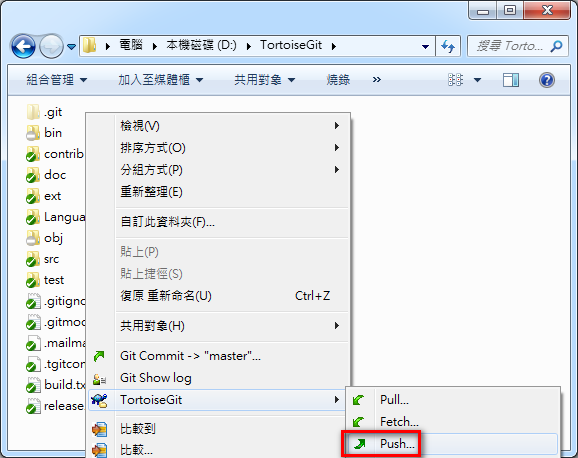 電腦 ▸ 本機磁碟 (D:) ▸ TortoiseGit ▸
搜尋 Torto...
組合管理 加入至媒體櫃 共用對象 燒錄 »
.git
bin
contrib
doc
ext
Langua
obj
src
test
.gitigno
.gitmod
.mailma
.tgitcon
build.tx
release
檢視(V)
排序方式(O)
分組方式(P)
重新整理(E)
自訂此資料夾(F)...
貼上(P)
貼上捷徑(S)
復原 重新命名(U) Ctrl+Z
共用對象(H)
Git Commit -> "master"...
Git Show log
TortoiseGit
比較到
比較...
Pull...
Fetch...
Push...